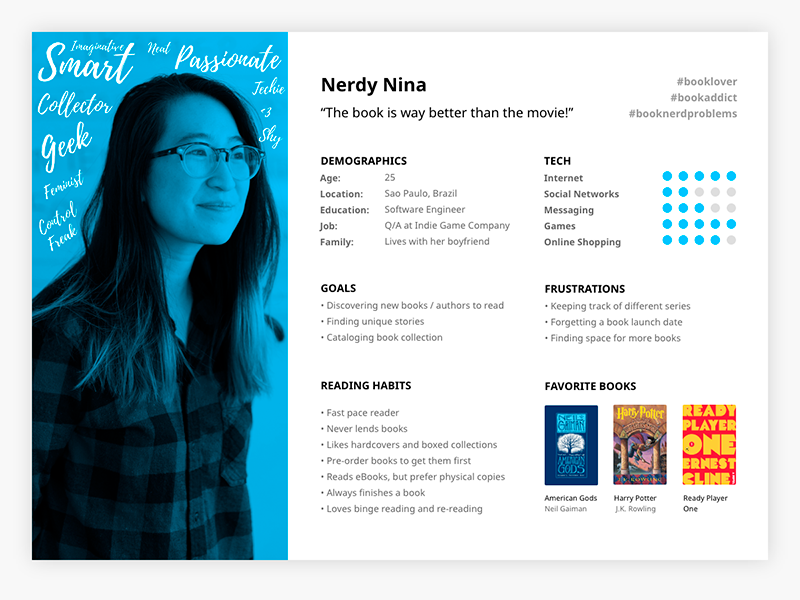 Imaginative
Neat
Smart
Passionate
Techie
Collector
<3
Geek
Shy
Feminist
Control
Freak
Nerdy Nina
“The book is way better than the movie!”
#booklover
#bookaddict
#booknerdproblems
DEMOGRAPHICS
Age: 25
Location: Sao Paulo, Brazil
Education: Software Engineer
Job: Q/A at Indie Game Company
Family: Lives with her boyfriend
TECH
Internet
Social Networks
Messaging
Games
Online Shopping
GOALS
• Discovering new books / authors to read
• Finding unique stories
• Cataloging book collection
FRUSTRATIONS
• Keeping track of different series
• Forgetting a book launch date
• Finding space for more books
READING HABITS
• Fast pace reader
• Never lends books
• Likes hardcovers and boxed collections
• Pre-order books to get them first
• Reads eBooks, but prefer physical copies
• Always finishes a book
• Loves binge reading and re-reading
FAVORITE BOOKS
NEIL
GAIMAN
AMERICAN
GODS
Harry Potter
J.K. ROWLING
READY
PLAYER
ONE
ERNEST
CLINE
American Gods
Neil Gaiman
Harry Potter
J.K. Rowling
Ready Player
One